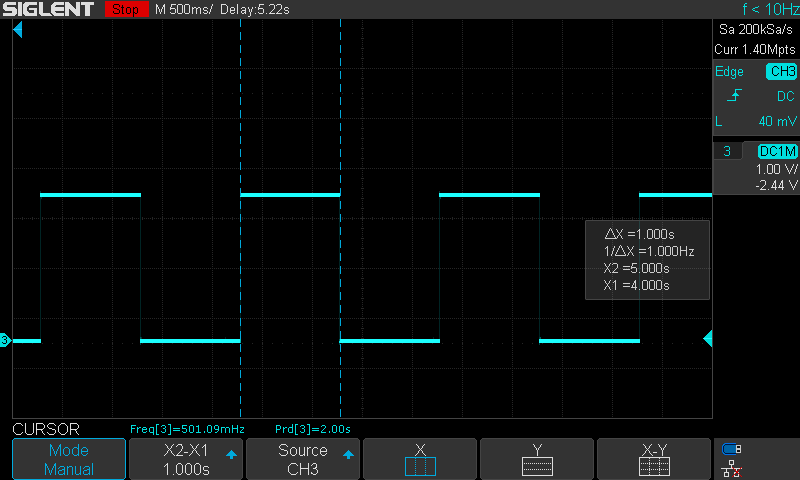 SIGLENT Stop M 500ms/ Delay:5.22s f < 10Hz
Sa 200kSa/s
Curr 1.40Mpts
Edge CH3
DC
L 40 mV
3 DC1M
1.00 V/
-2.44 V
ΔX =1.000s
1/ΔX =1.000Hz
X2 =5.000s
X1 =4.000s
3
CURSOR Freq[3]=501.09mHz Prd[3]=2.00s
Mode X2-X1 Source X Y X-Y
Manual 1.000s CH3